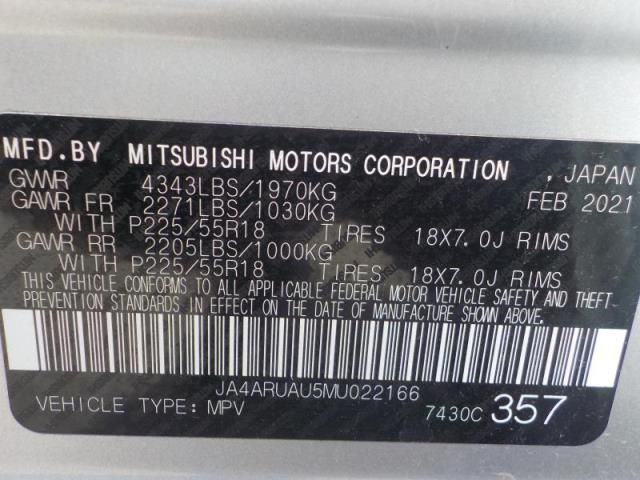 MFD.BY MITSUBISHI MOTORS CORPORATION , JAPAN
GVWR 4343LBS/1970KG FEB 2021
GAWR FR 2271LBS/1030KG
WITH P225/55R18 TIRES 18X7.0J RIMS
GAWR RR 2205LBS/1000KG
WITH P225/55R18 TIRES 18X7.0J RIMS
THIS VEHICLE CONFORMS TO ALL APPLICABLE FEDERAL MOTOR VEHICLE SAFETY AND THEFT
PREVENTION STANDARDS IN EFFECT ON THE DATE OF MANUFACTURE SHOWN ABOVE.
JA4ARUAU5MU022166
VEHICLE TYPE: MPV 7430C 357